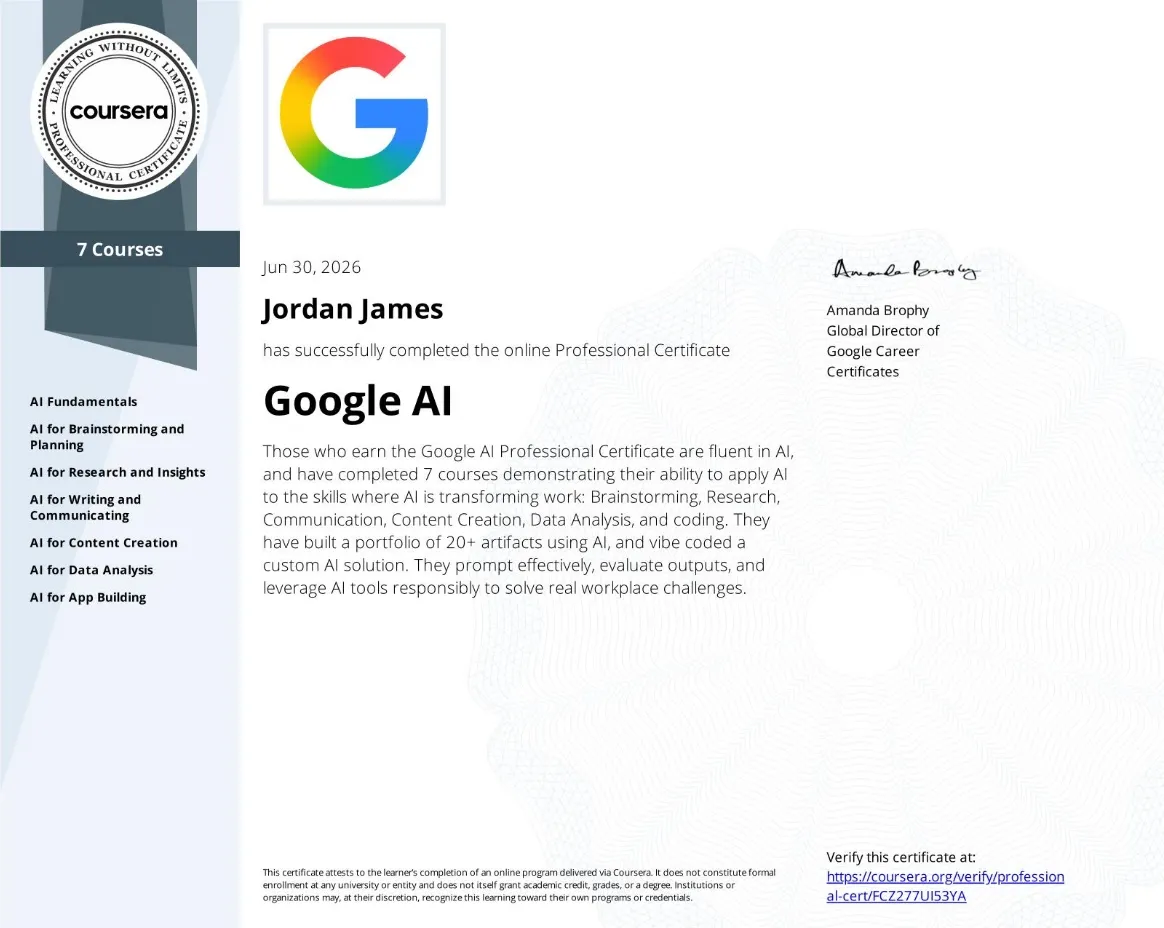 LEARNING WITHOUT LIMITS
coursera
PROFESSIONAL CERTIFICATE
7 Courses
AI Fundamentals
AI for Brainstorming and
Planning
AI for Research and Insights
AI for Writing and
Communicating
AI for Content Creation
AI for Data Analysis
AI for App Building
Jun 30, 2026
Jordan James
has successfully completed the online Professional Certificate
Google AI
Those who earn the Google AI Professional Certificate are fluent in AI,
and have completed 7 courses demonstrating their ability to apply AI
to the skills where AI is transforming work: Brainstorming, Research,
Communication, Content Creation, Data Analysis, and coding. They
have built a portfolio of 20+ artifacts using AI, and vibe coded a
custom AI solution. They prompt effectively, evaluate outputs, and
leverage AI tools responsibly to solve real workplace challenges.
Amanda Brophy
Amanda Brophy
Global Director of
Google Career
Certificates
This certificate attests to the learner's completion of an online program delivered via Coursera. It does not constitute formal
enrollment at any university or entity and does not itself grant academic credit, grades, or a degree. Institutions or
organizations may, at their discretion, recognize this learning toward their own programs or credentials.
Verify this certificate at:
https://coursera.org/verify/profession
al-cert/FCZ277UI53YA